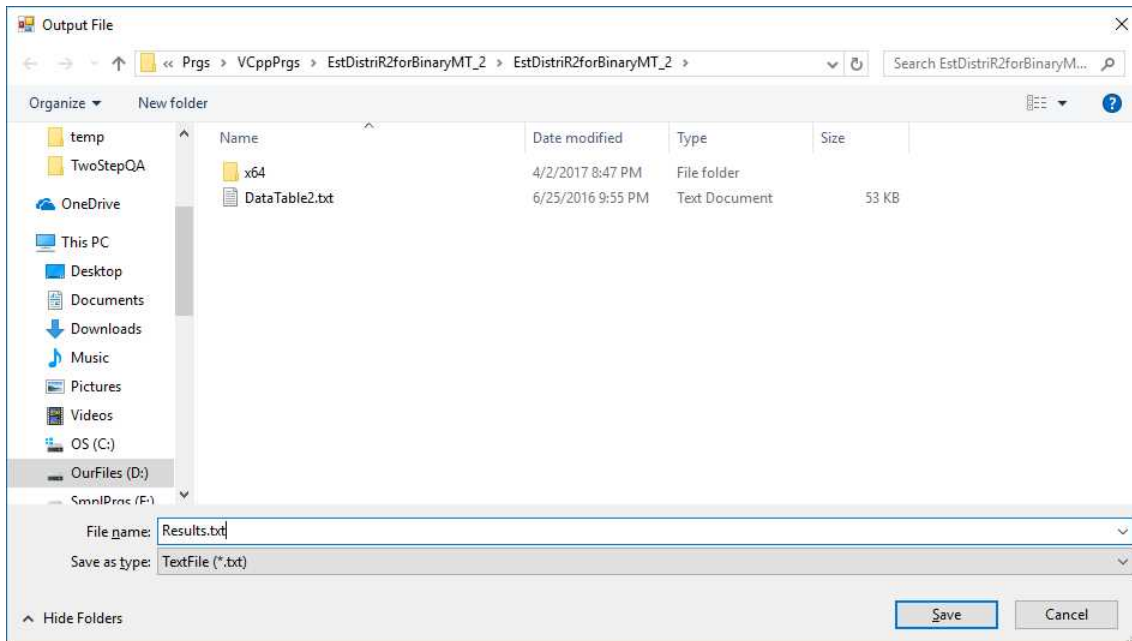 Output File
« Prgs > VCppPrgs > EstDistriR2forBinaryMT_2 > EstDistriR2forBinaryMT_2 >
Search EstDistriR2forBinaryM...
Organize
New folder
?
Name
Date modified
Type
Size
temp
TwoStepQA
OneDrive
This PC
Desktop
Documents
Downloads
Music
Pictures
Videos
OS (C:)
OurFiles (D:)
SmplPrgs (E:)
x64
4/2/2017 8:47 PM
File folder
DataTable2.txt
6/25/2016 9:55 PM
Text Document
53 KB
File name:
Results.txt
Save as type:
TextFile (*.txt)
Hide Folders
Save
Cancel